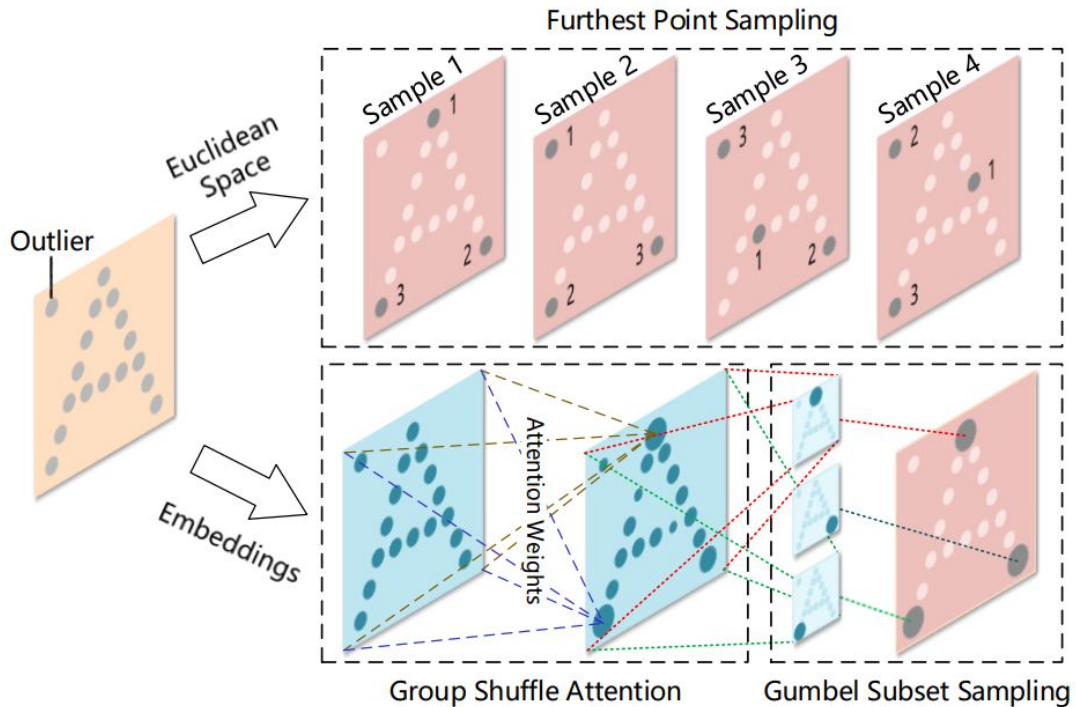 Furthest Point Sampling
Sample 1
Sample 2
Sample 3
Sample 4
1
2
3
1
3
2
3
1
2
2
1
3
Euclidean
Space
Outlier
Embeddings
Attention Weights
Group Shuffle Attention
Gumbel Subset Sampling